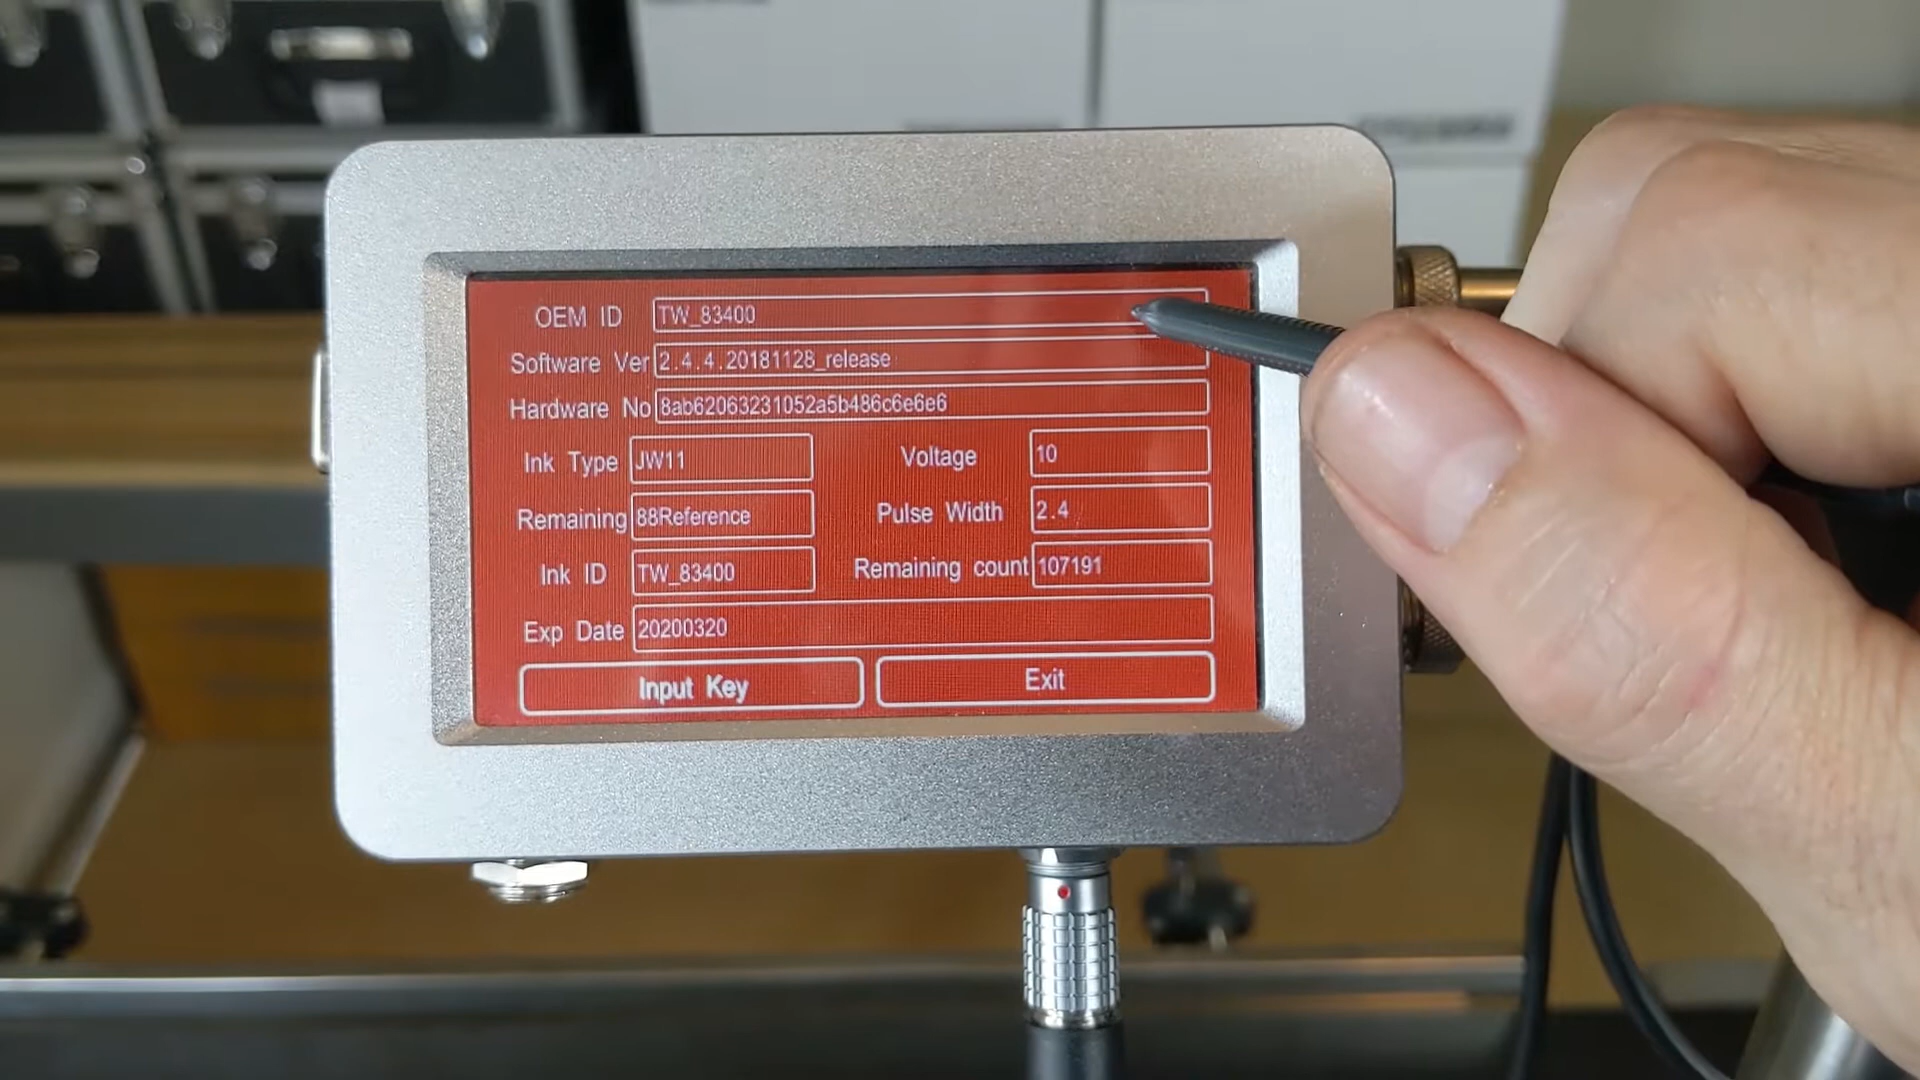 OEM ID TW_83400
Software Ver 2.4.4.20181128_release
Hardware No 8ab62063231052a5b486c6e6e6
Ink Type JW11 Voltage 10
Remaining 88Reference Pulse Width 2.4
Ink ID TW_83400 Remaining count 107191
Exp Date 20200320
Input Key Exit